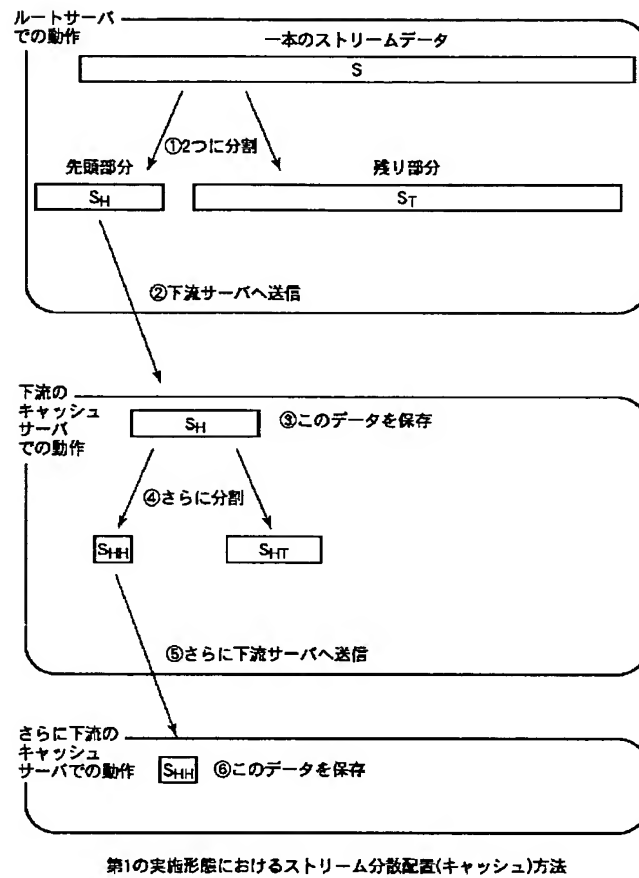 ルートサーバ
での動作
一本のストリームデータ
S
①2つに分割
先頭部分
残り部分
SH
ST
②下流サーバへ送信
下流の
キャッシュ
サーバ
での動作
SH
③このデータを保存
④さらに分割
SHH
SHT
⑤さらに下流サーバへ送信
さらに下流の
キャッシュ
サーバでの動作
SHH
⑥このデータを保存
第1の実施形態におけるストリーム分散配置(キャッシュ)方法